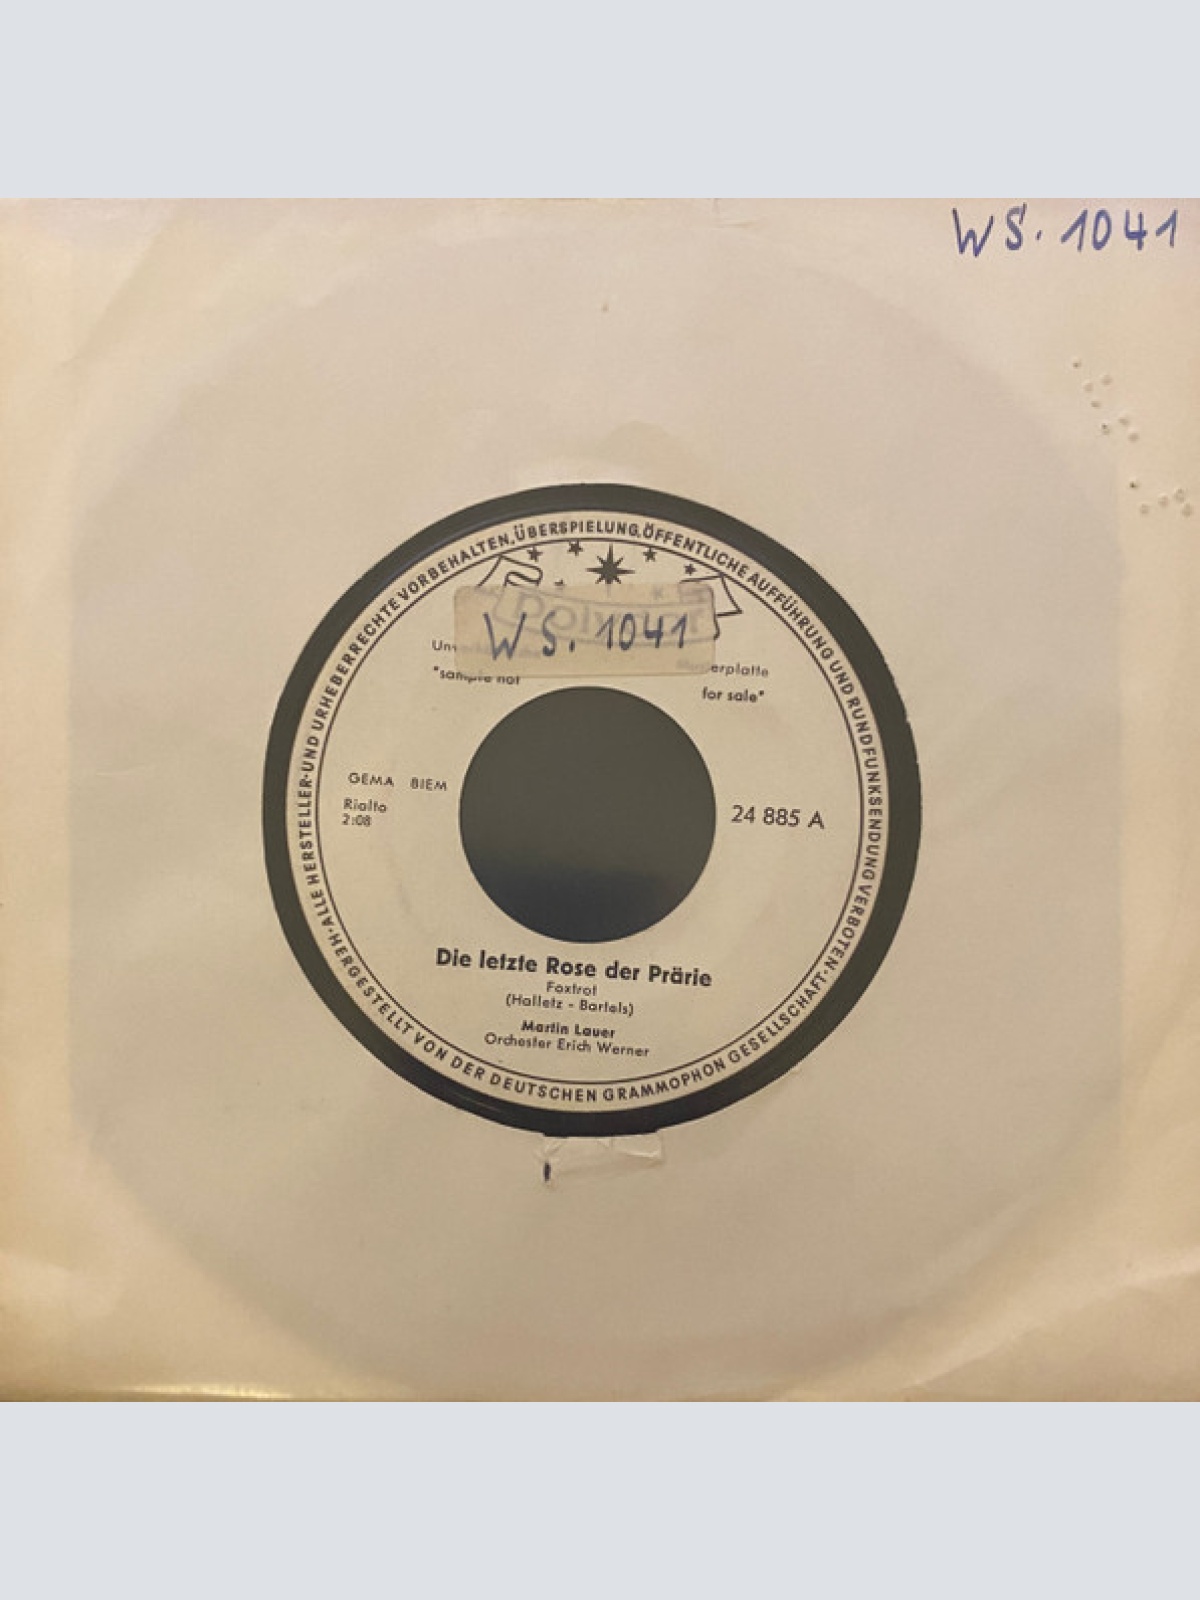 WS. 1041
HERGESTELLT VON DER DEUTSCHEN GRAMMOPHON GESELLSCHAFT · ALLE HERSTELLER- UND URHEBERRECHTE VORBEHALTEN, ÜBERSPIELUNG, ÖFFENTLICHE AUFFÜHRUNG UND RUNDFUNKSENDUNG VERBOTEN ·
WS. 1041
erplatte
"sample not
for sale"
GEMA BIEM
Rialto
2:08
24 885 A
Die letzte Rose der Prärie
Foxtrot
(Halletz - Bartels)
Martin Lauer
Orchester Erich Werner